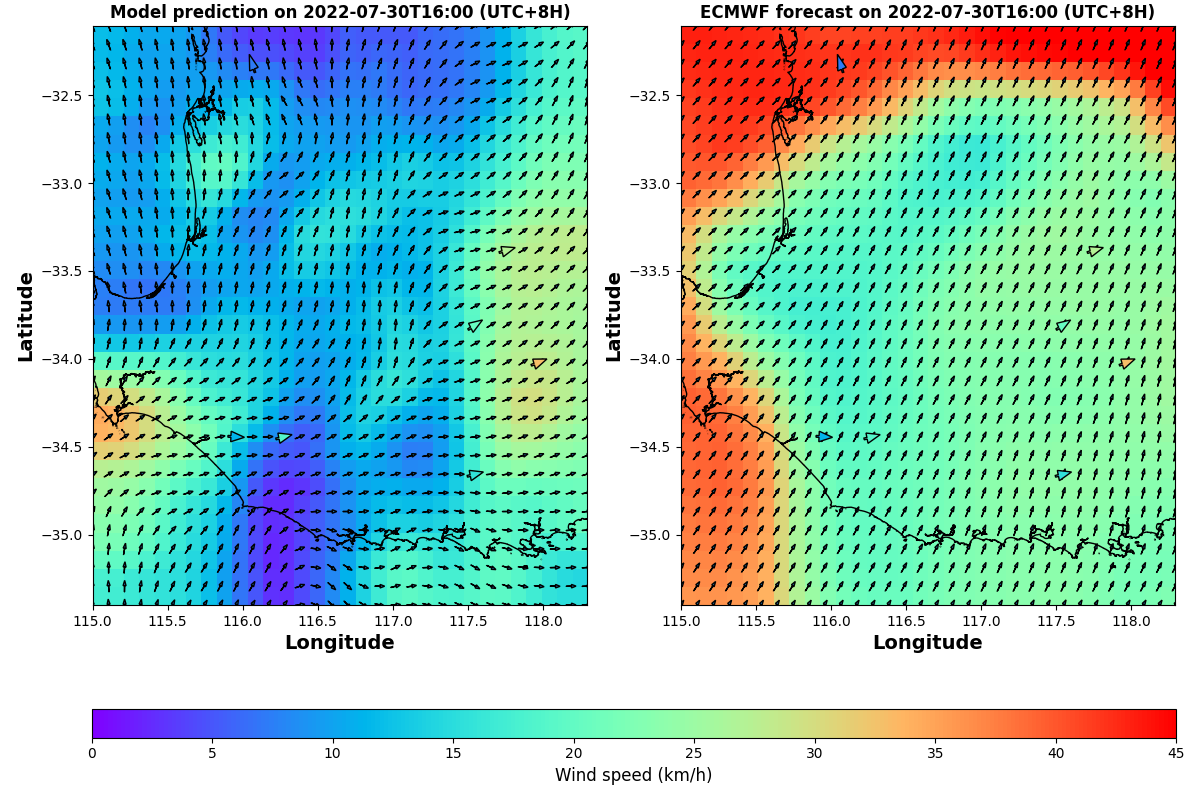 Model prediction on 2022-07-30T16:00 (UTC+8H)
ECMWF forecast on 2022-07-30T16:00 (UTC+8H)
−32.5
−33.0
−33.5
−34.0
−34.5
−35.0
Latitude
115.0 115.5 116.0 116.5 117.0 117.5 118.0
Longitude
−32.5
−33.0
−33.5
−34.0
−34.5
−35.0
Latitude
115.0 115.5 116.0 116.5 117.0 117.5 118.0
Longitude
0 5 10 15 20 25 30 35 40 45
Wind speed (km/h)